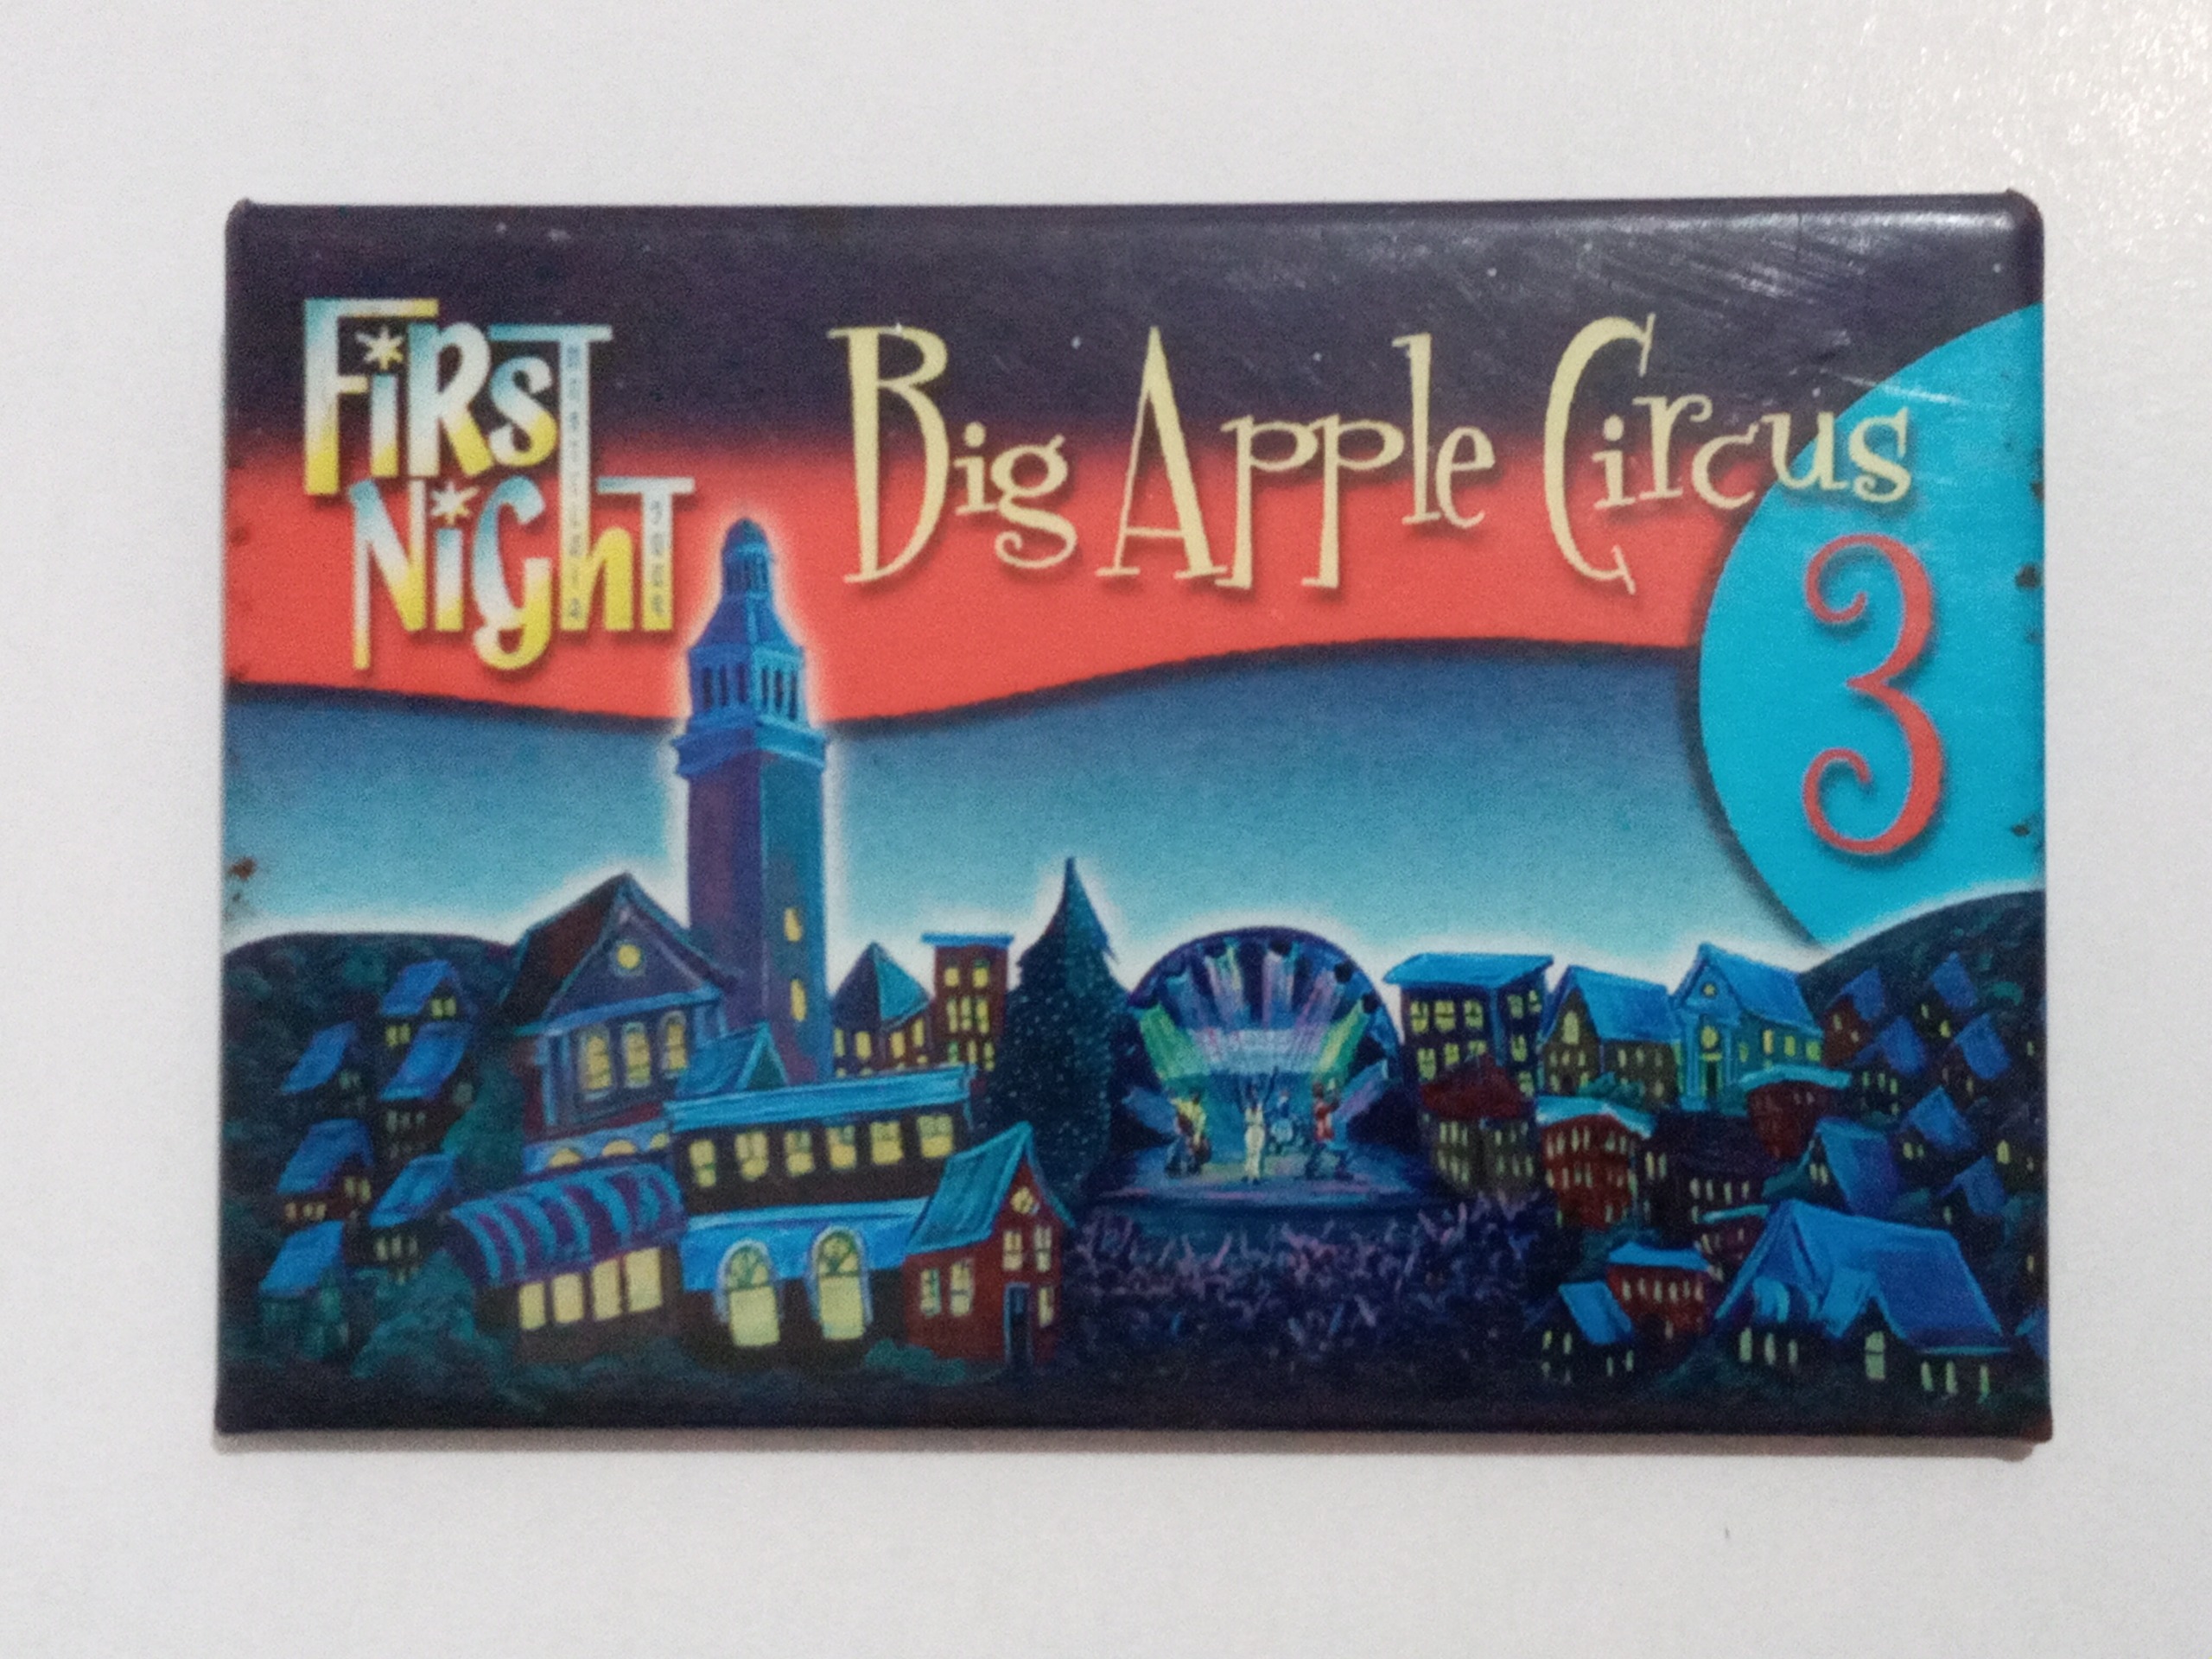 FiRST
NiGhT
Big Apple Circus
3